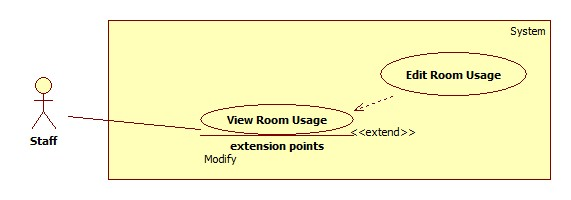 System
Edit Room Usage
View Room Usage
<<extend>>
extension points
Modify
Staff